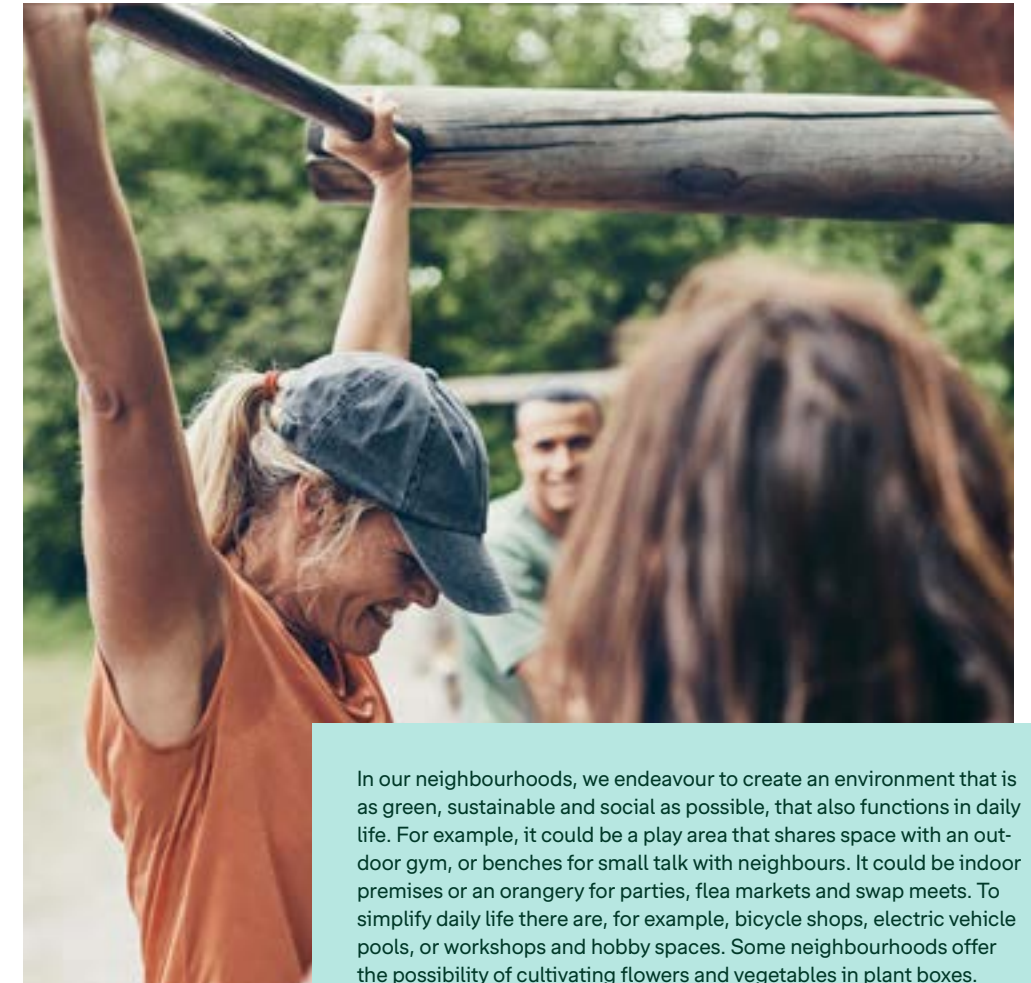 In our neighbourhoods, we endeavour to create an environment that is
as green, sustainable and social as possible, that also functions in daily
life. For example, it could be a play area that shares space with an out-
door gym, or benches for small talk with neighbours. It could be indoor
premises or an orangery for parties, flea markets and swap meets. To
simplify daily life there are, for example, bicycle shops, electric vehicle
pools, or workshops and hobby spaces. Some neighbourhoods offer
the possibility of cultivating flowers and vegetables in plant boxes.